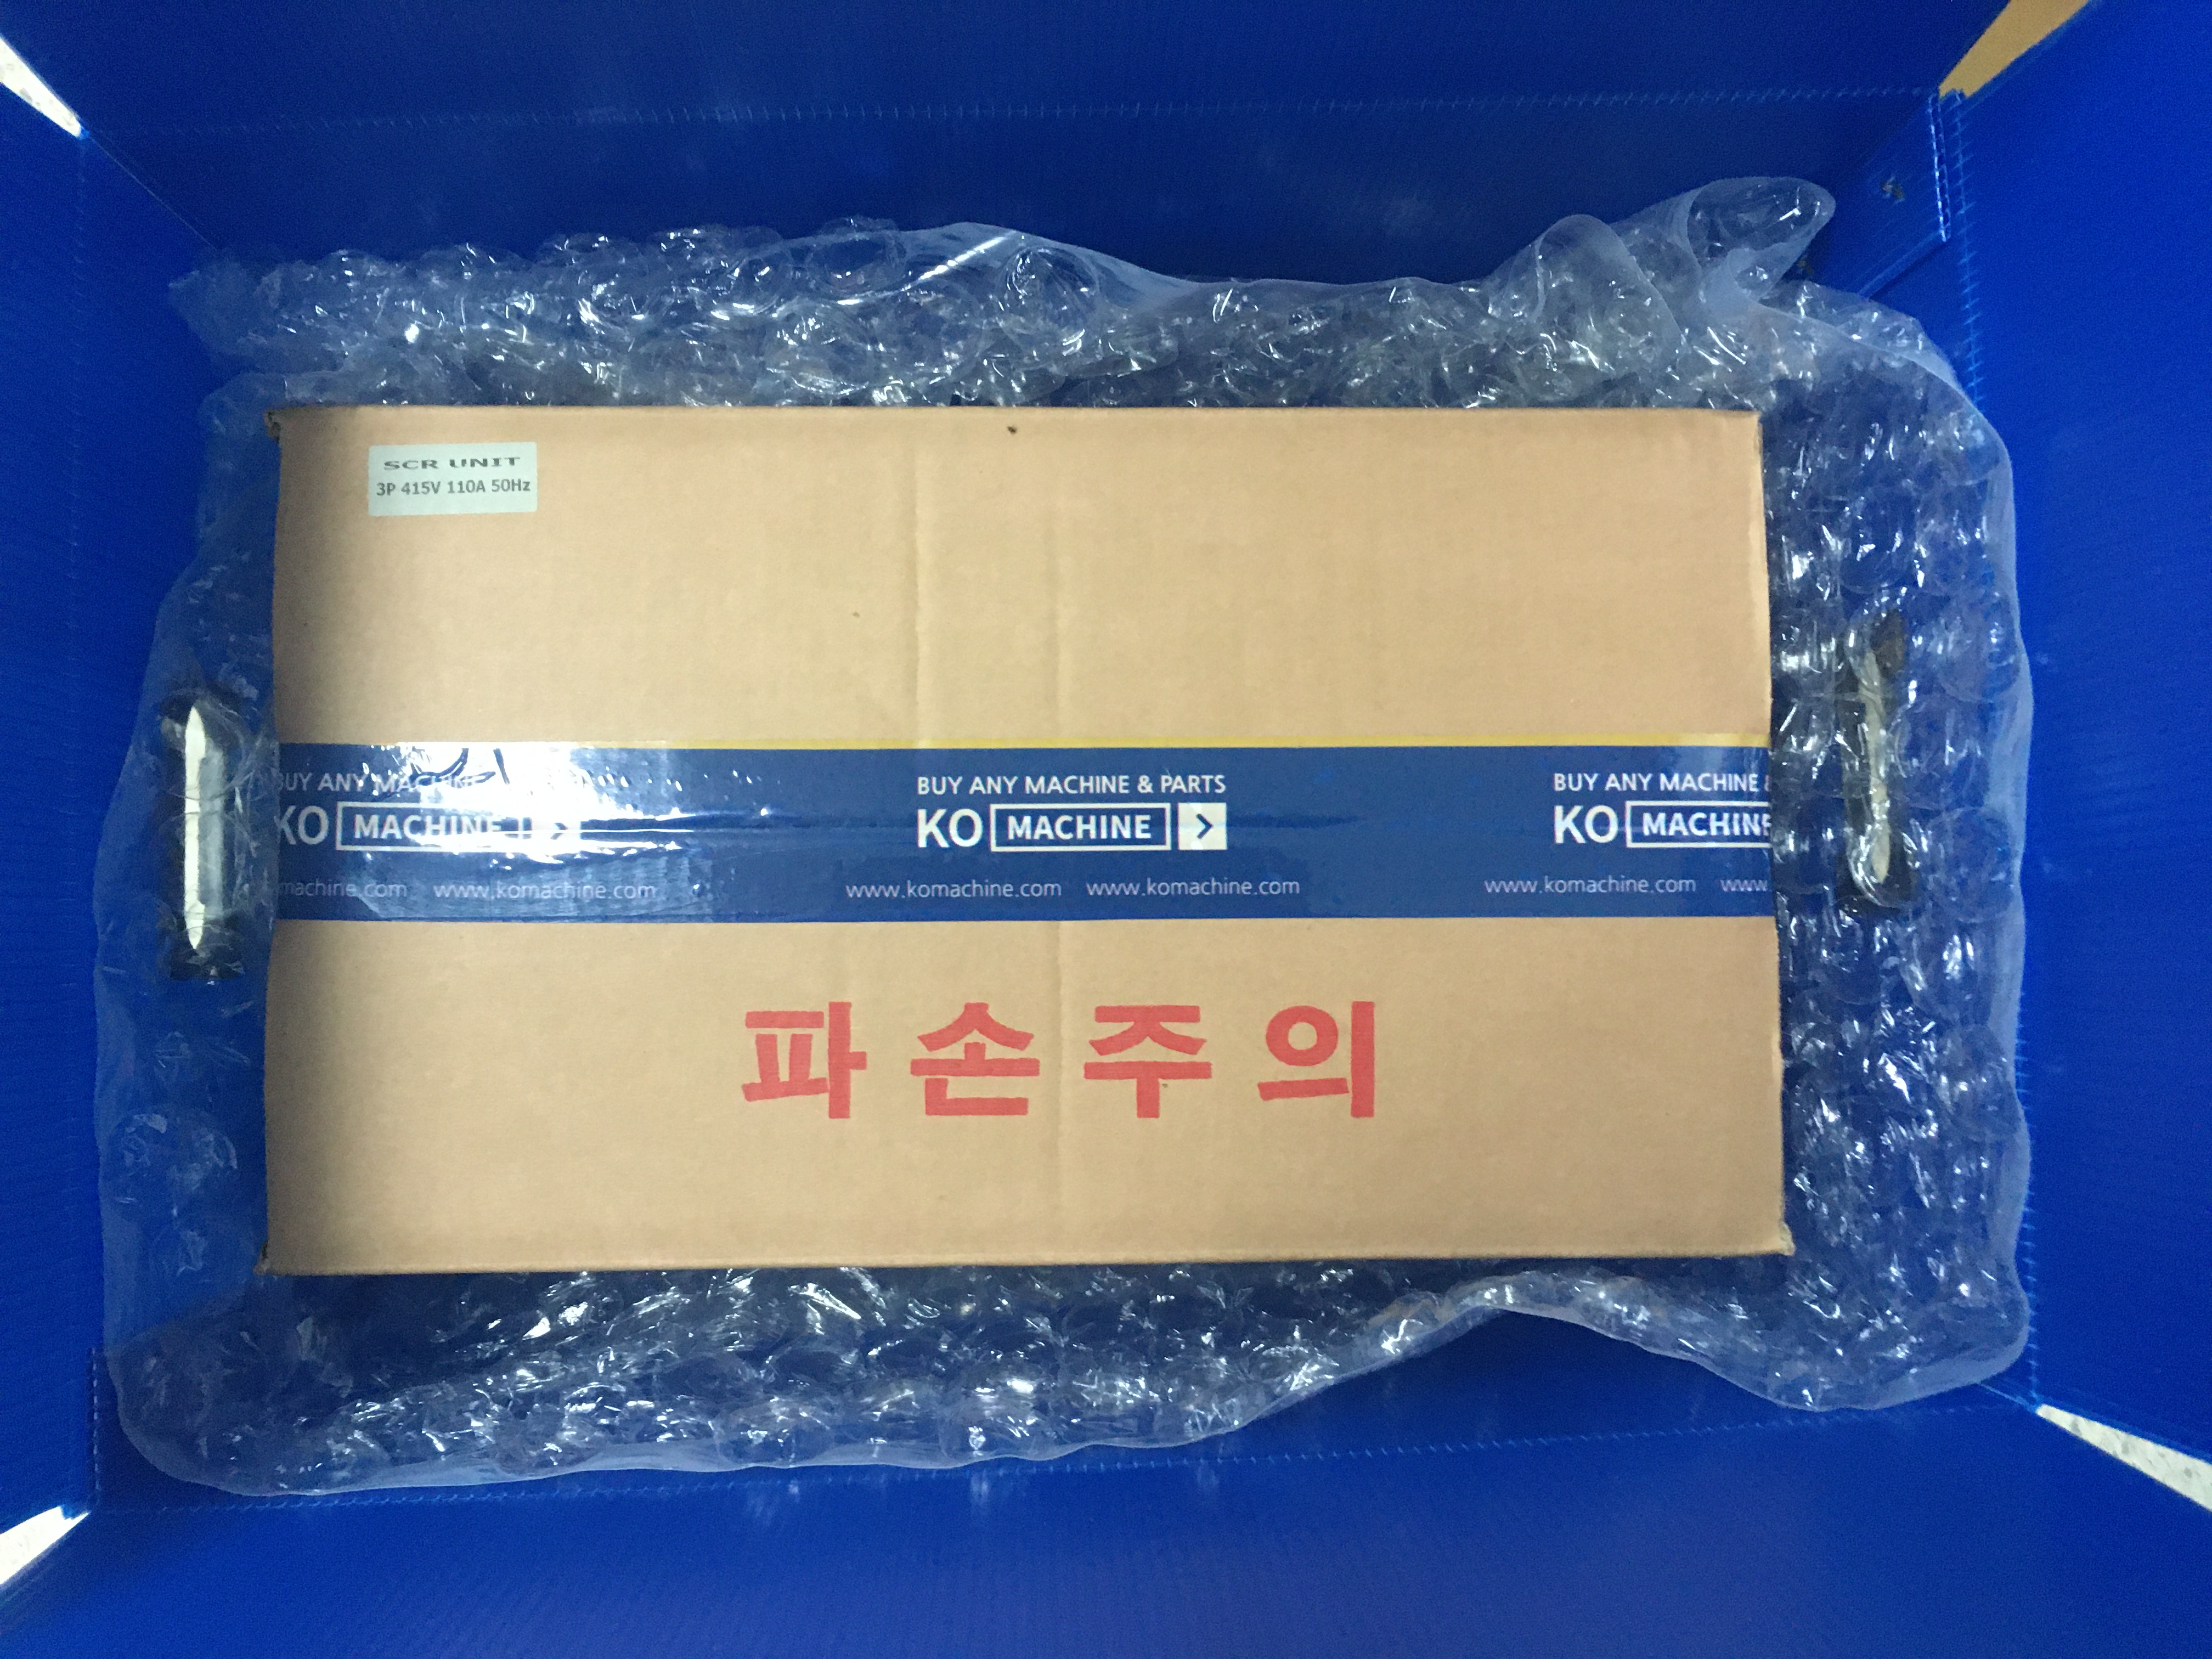 SCR UNIT
3P 415V 110A 50Hz
BUY ANY MACHINE
KO MACHINE
machine.com www.komachine.com
BUY ANY MACHINE & PARTS
KO MACHINE
www.komachine.com www.komachine.com
BUY ANY MACHINE &
KO MACHINE
www.komachine.com www.
파손주의